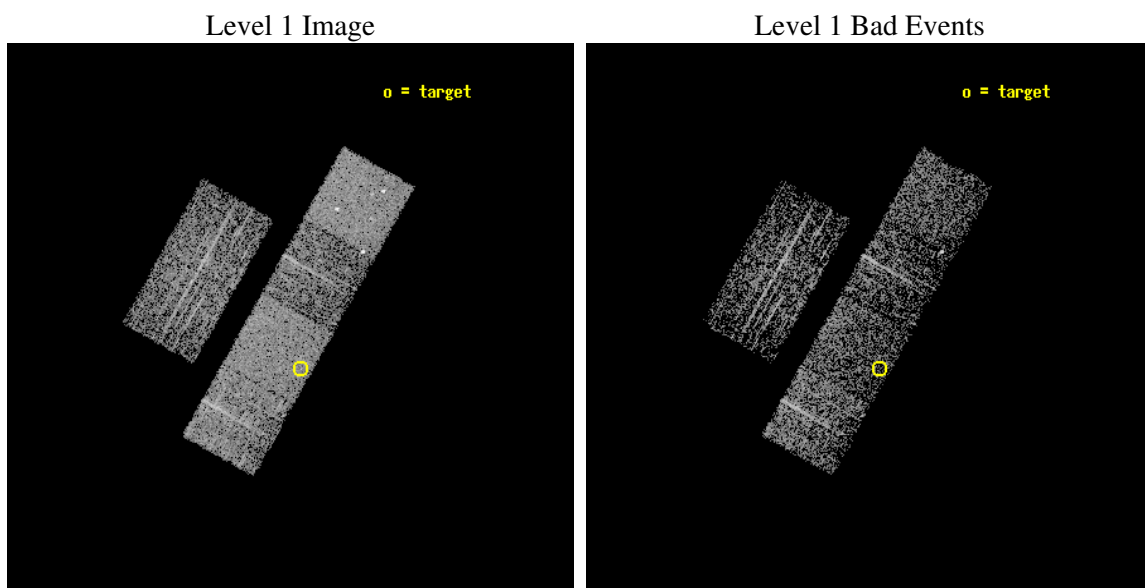 Level 1 Image
Level 1 Bad Events
o = target
o = target